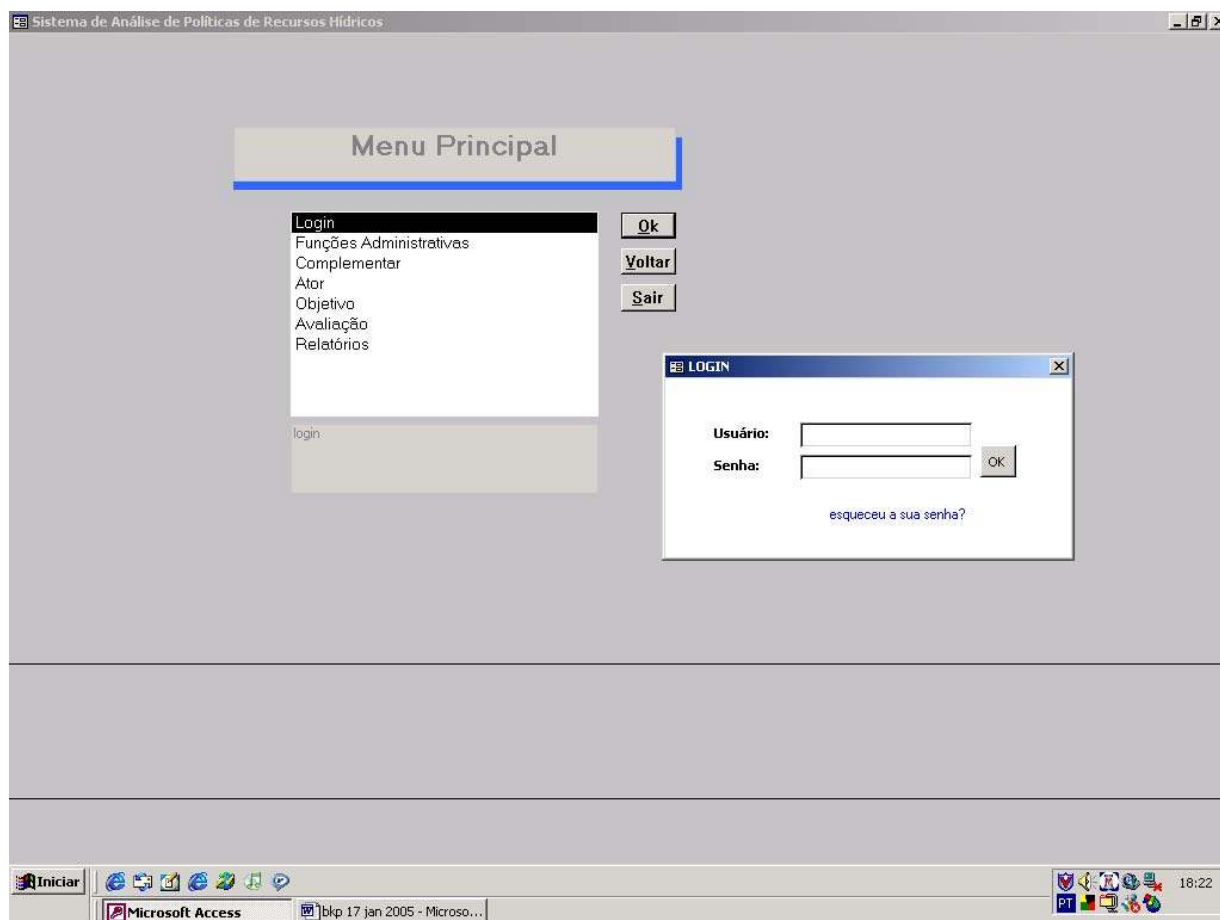 Sistema de Análise de Políticas de Recursos Hídricos
Menu Principal
Login
Funções Administrativas
Complementar
Ator
Objetivo
Avaliação
Relatórios
Ok
Voltar
Sair
login
LOGIN
Usuário:
Senha:
OK
esqueceu a sua senha?
Iniciar
18:22
PT
Microsoft Access
bkp 17 jan 2005 - Microso...